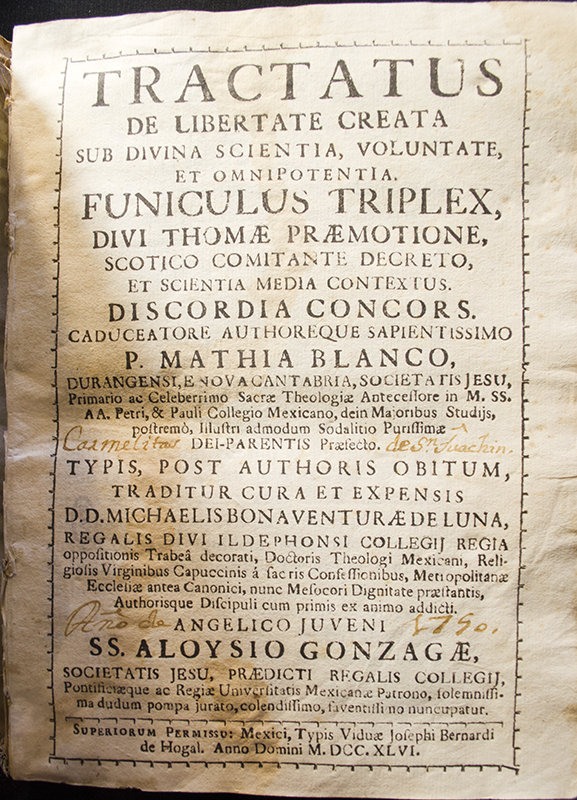 TRACTATUS
DE LIBERTATE CREATA
SUB DIVINA SCIENTIA, VOLUNTATE,
ET OMNIPOTENTIA.
FUNICULUS TRIPLEX,
DIVI THOMÆ PRÆMOTIONE,
SCOTICO COMITANTE DECRETO,
ET SCIENTIA MEDIA CONTEXTUS.
DISCORDIA CONCORS.
CADUCEATORE AUTHOREQUE SAPIENTISSIMO
P. MATHIA BLANCO,
DURANGENSI, E NOVA CANTABRIA, SOCIETATIS JESU,
Primario ac Celeberrimo Sacræ Theologiæ Antecessore in M. SS.
AA. Petri, & Pauli Collegio Mexicano, dein Majoribus Studijs,
postremò, Illustri admodum Sodalitio Purissimæ
Carmelitas DEI-PARENTIS Præfecto. de Sn. Juachin.
TYPIS, POST AUTHORIS OBITUM,
TRADITUR CURA ET EXPENSIS
D.D. MICHAELIS BONAVENTURÆ DE LUNA,
REGALIS DIVI ILDEPHONSI COLLEGIJ REGIA
oppositionis Trabeâ decorati, Doctoris Theologi Mexicani, Reli-
giosis Virginibus Capuccinis á sacris Confessionibus, Metropolitanæ
Ecclesiæ antea Canonici, nunc Mesocori Dignitate præstantis,
Authorisque Discipuli cum primis ex animo addicti.
Año de ANGELICO JUVENI 1790.
SS. ALOYSIO GONZAGÆ,
SOCIETATIS JESU, PRÆDICTI REGALIS COLLEGIJ,
Pontificiæque ac Regiæ Universitatis Mexicanæ Patrono, solemnissi-
ma dudum pompa jurato, colendissimo, faventissi no nuncupatur.
SUPERIORUM PERMISSU: Mexici, Typis Viduæ Josephi Bernardi
de Hogal. Anno Domini M. DCC. XLVI.